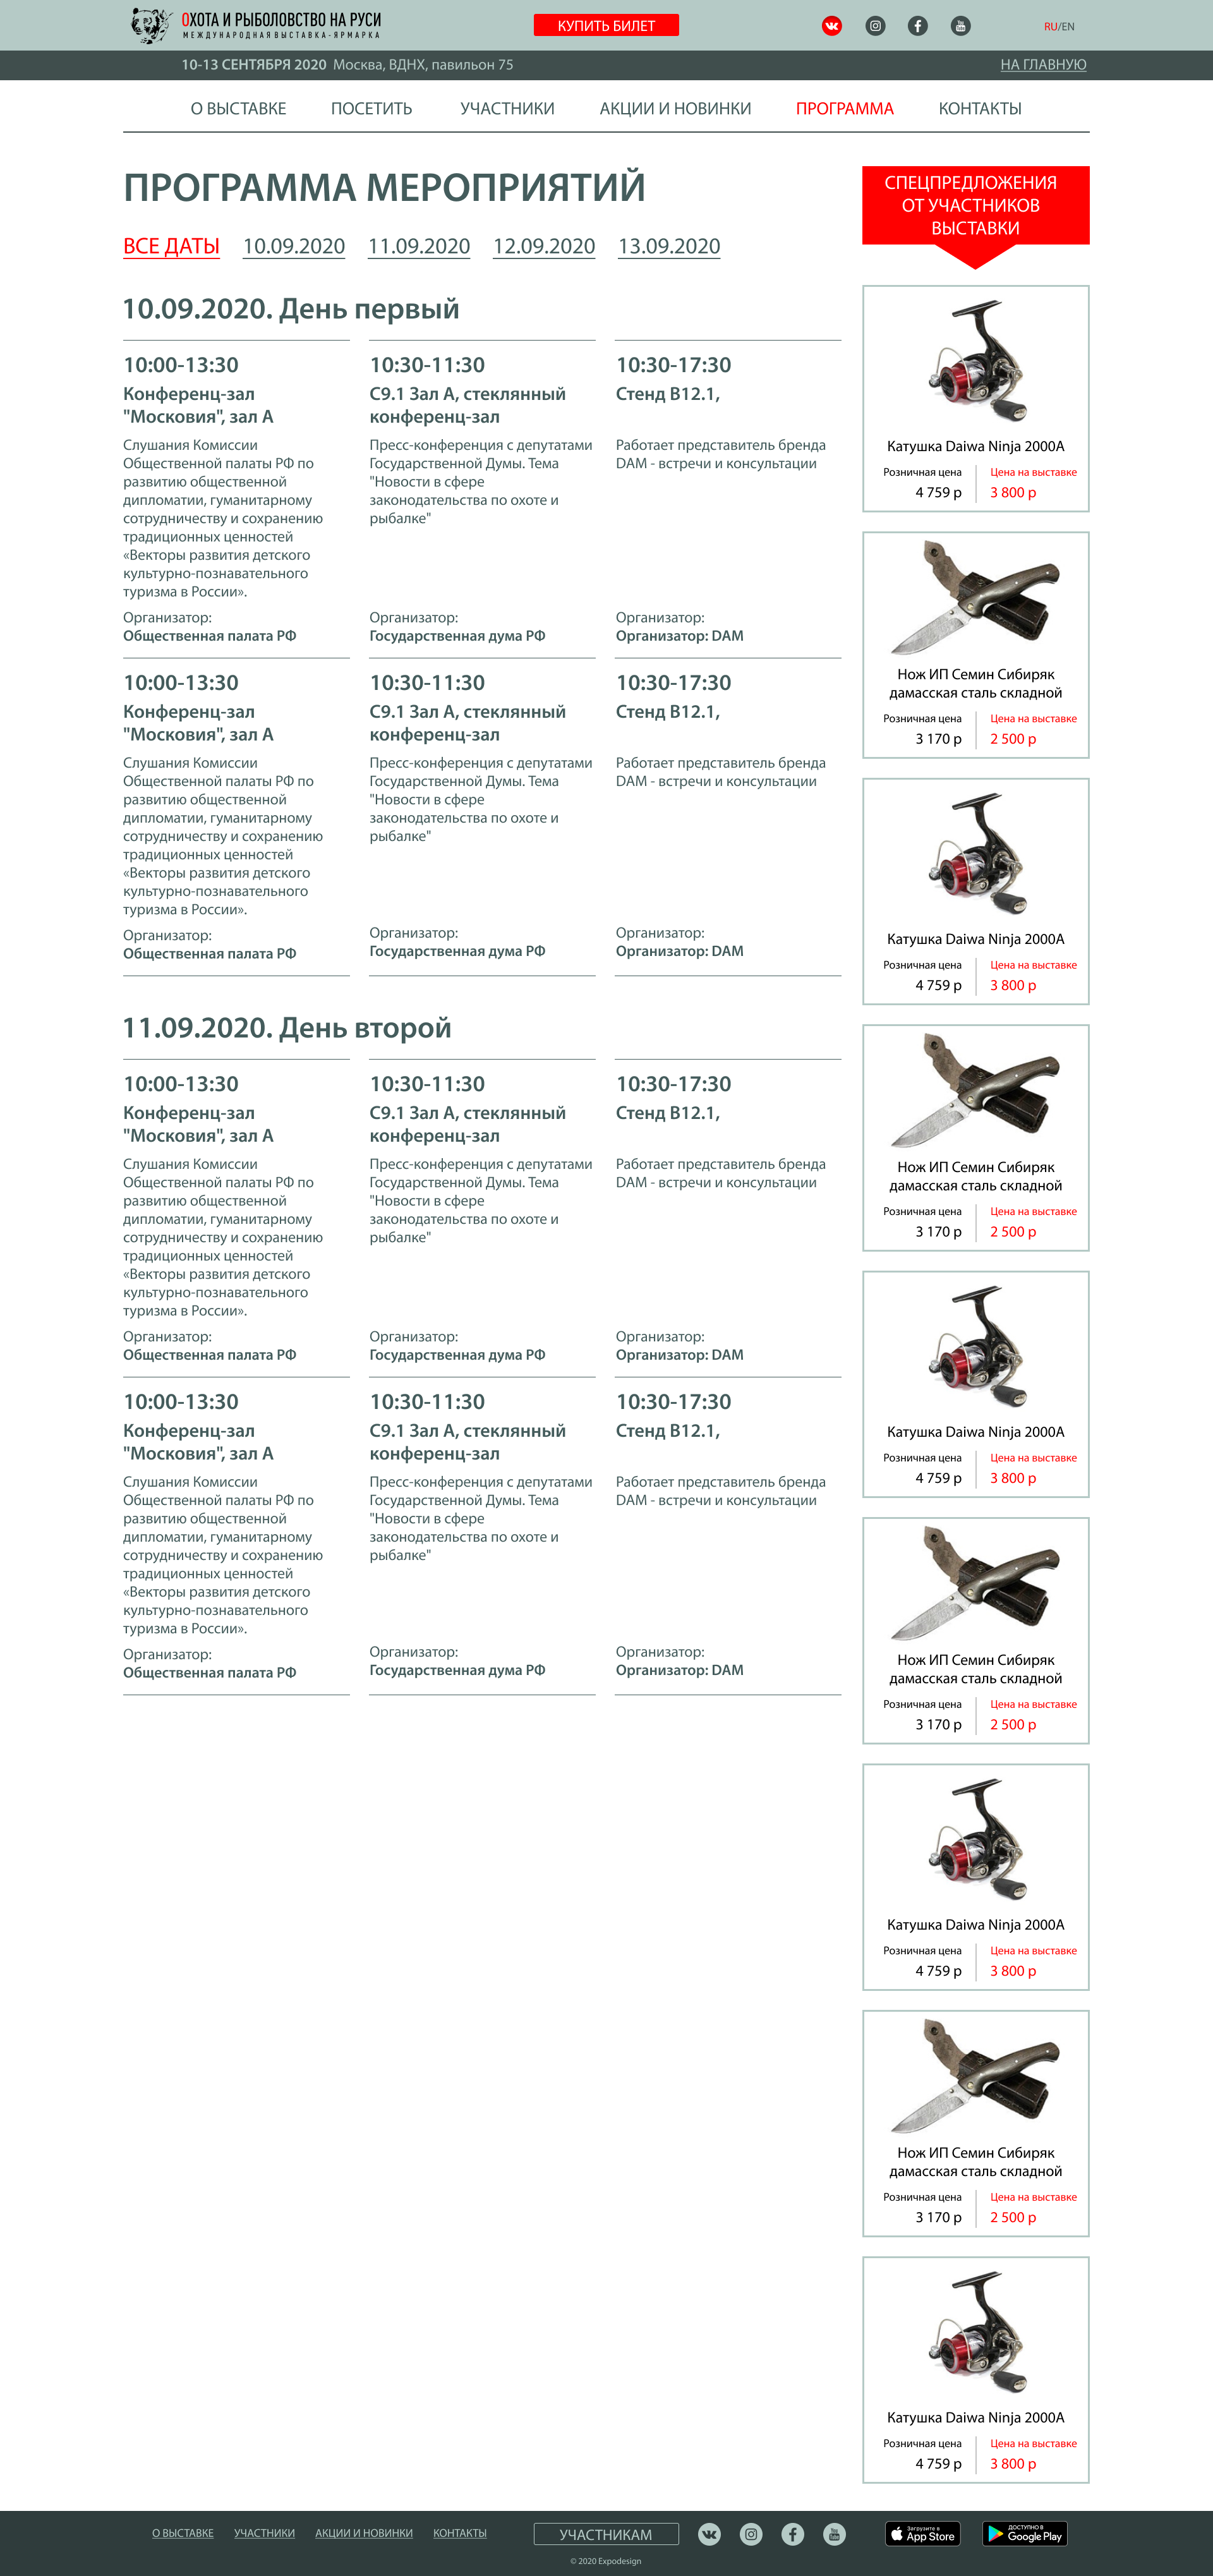 ОХОТА И РЫБОЛОВСТВО НА РУСИ
МЕЖДУНАРОДНАЯ ВЫСТАВКА-ЯРМАРКА
КУПИТЬ БИЛЕТ
RU/EN
10-13 СЕНТЯБРЯ 2020 Москва, ВДНХ, павильон 75
НА ГЛАВНУЮ
О ВЫСТАВКЕ ПОСЕТИТЬ УЧАСТНИКИ АКЦИИ И НОВИНКИ ПРОГРАММА КОНТАКТЫ
ПРОГРАММА МЕРОПРИЯТИЙ
ВСЕ ДАТЫ 10.09.2020 11.09.2020 12.09.2020 13.09.2020
10.09.2020. День первый
10:00-13:30
Конференц-зал
"Московия", зал А
Слушания Комиссии
Общественной палаты РФ по
развитию общественной
дипломатии, гуманитарному
сотрудничеству и сохранению
традиционных ценностей
«Векторы развития детского
культурно-познавательного
туризма в России».
Организатор:
Общественная палата РФ
10:30-11:30
С9.1 Зал А, стеклянный
конференц-зал
Пресс-конференция с депутатами
Государственной Думы. Тема
"Новости в сфере
законодательства по охоте и
рыбалке"
Организатор:
Государственная дума РФ
10:30-17:30
Стенд В12.1,
Работает представитель бренда
DAM - встречи и консультации
Организатор:
Организатор: DAM
10:00-13:30
Конференц-зал
"Московия", зал А
Слушания Комиссии
Общественной палаты РФ по
развитию общественной
дипломатии, гуманитарному
сотрудничеству и сохранению
традиционных ценностей
«Векторы развития детского
культурно-познавательного
туризма в России».
Организатор:
Общественная палата РФ
10:30-11:30
С9.1 Зал А, стеклянный
конференц-зал
Пресс-конференция с депутатами
Государственной Думы. Тема
"Новости в сфере
законодательства по охоте и
рыбалке"
Организатор:
Государственная дума РФ
10:30-17:30
Стенд В12.1,
Работает представитель бренда
DAM - встречи и консультации
Организатор:
Организатор: DAM
11.09.2020. День второй
10:00-13:30
Конференц-зал
"Московия", зал А
Слушания Комиссии
Общественной палаты РФ по
развитию общественной
дипломатии, гуманитарному
сотрудничеству и сохранению
традиционных ценностей
«Векторы развития детского
культурно-познавательного
туризма в России».
Организатор:
Общественная палата РФ
10:30-11:30
С9.1 Зал А, стеклянный
конференц-зал
Пресс-конференция с депутатами
Государственной Думы. Тема
"Новости в сфере
законодательства по охоте и
рыбалке"
Организатор:
Государственная дума РФ
10:30-17:30
Стенд В12.1,
Работает представитель бренда
DAM - встречи и консультации
Организатор:
Организатор: DAM
10:00-13:30
Конференц-зал
"Московия", зал А
Слушания Комиссии
Общественной палаты РФ по
развитию общественной
дипломатии, гуманитарному
сотрудничеству и сохранению
традиционных ценностей
«Векторы развития детского
культурно-познавательного
туризма в России».
Организатор:
Общественная палата РФ
10:30-11:30
С9.1 Зал А, стеклянный
конференц-зал
Пресс-конференция с депутатами
Государственной Думы. Тема
"Новости в сфере
законодательства по охоте и
рыбалке"
Организатор:
Государственная дума РФ
10:30-17:30
Стенд В12.1,
Работает представитель бренда
DAM - встречи и консультации
Организатор:
Организатор: DAM
СПЕЦПРЕДЛОЖЕНИЯ
ОТ УЧАСТНИКОВ
ВЫСТАВКИ
Катушка Daiwa Ninja 2000A
Розничная цена Цена на выставке
4 759 р 3 800 р
Нож ИП Семин Сибиряк
дамасская сталь складной
Розничная цена Цена на выставке
3 170 р 2 500 р
Катушка Daiwa Ninja 2000A
Розничная цена Цена на выставке
4 759 р 3 800 р
Нож ИП Семин Сибиряк
дамасская сталь складной
Розничная цена Цена на выставке
3 170 р 2 500 р
Катушка Daiwa Ninja 2000A
Розничная цена Цена на выставке
4 759 р 3 800 р
Нож ИП Семин Сибиряк
дамасская сталь складной
Розничная цена Цена на выставке
3 170 р 2 500 р
Катушка Daiwa Ninja 2000A
Розничная цена Цена на выставке
4 759 р 3 800 р
Нож ИП Семин Сибиряк
дамасская сталь складной
Розничная цена Цена на выставке
3 170 р 2 500 р
Катушка Daiwa Ninja 2000A
Розничная цена Цена на выставке
4 759 р 3 800 р
О ВЫСТАВКЕ УЧАСТНИКИ АКЦИИ И НОВИНКИ КОНТАКТЫ
УЧАСТНИКАМ
Загрузите в
App Store
ДОСТУПНО В
Google Play
© 2020 Expodesign